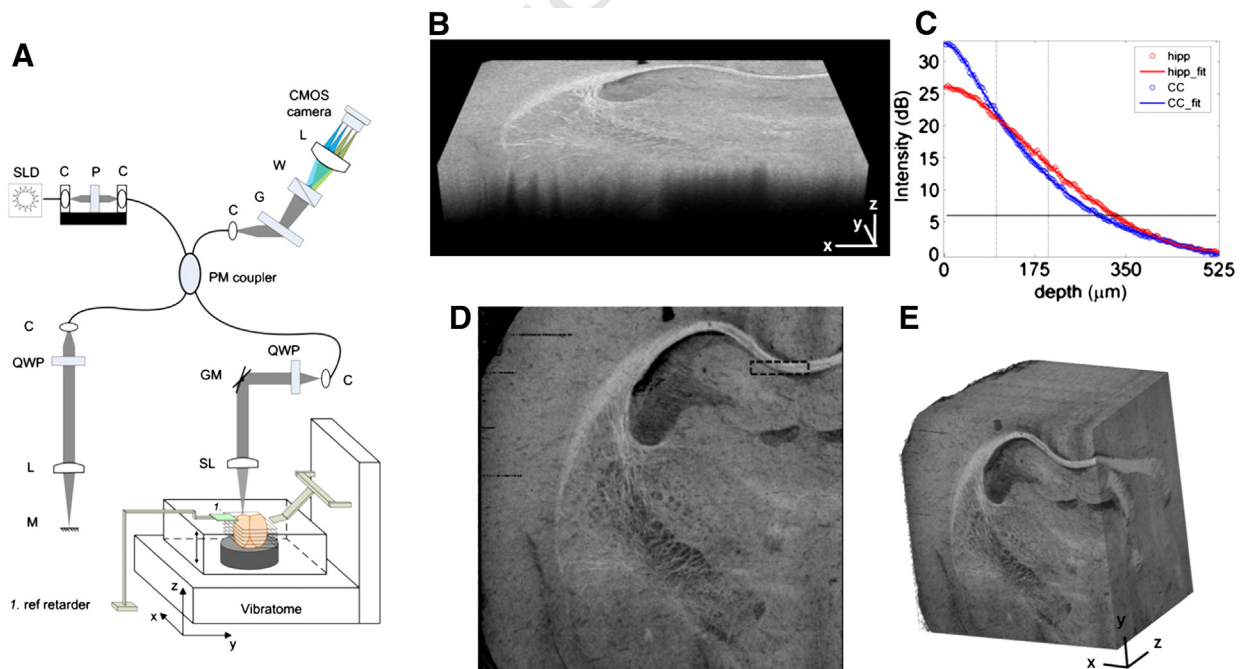 A
SLD
C
P
C
CMOS
camera
L
W
G
C
PM coupler
C
QWP
L
M
QWP
GM
C
SL
1.
1. ref retarder
Vibratome
z
x
y
B
z
y
x
C
Intensity (dB)
30
25
20
15
10
5
0
hipp
hipp_fit
CC
CC_fit
0 175 350 525
depth (μm)
D
E
y
z
x